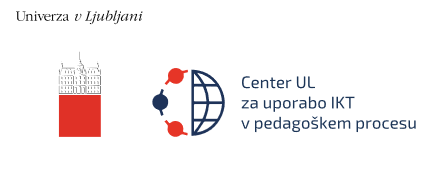 Univerza v Ljubljani
Center UL
za uporabo IKT
v pedagoškem procesu